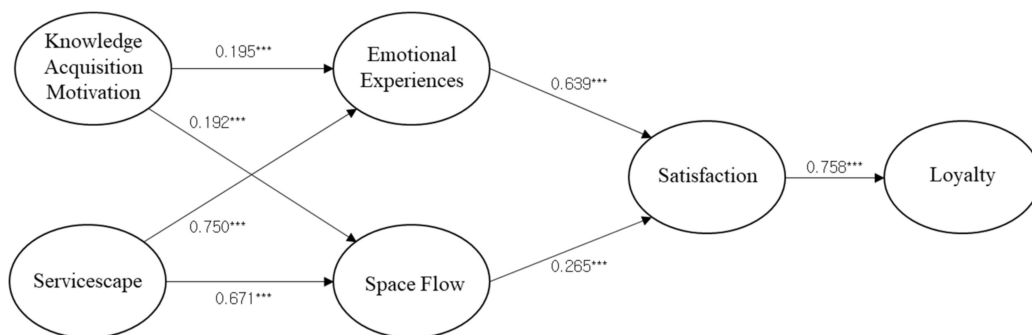 Knowledge
Acquisition
Motivation
0.195***
Emotional
Experiences
0.192***
0.639***
Satisfaction
0.758***
Loyalty
0.750***
Servicescape
0.671***
Space Flow
0.265***